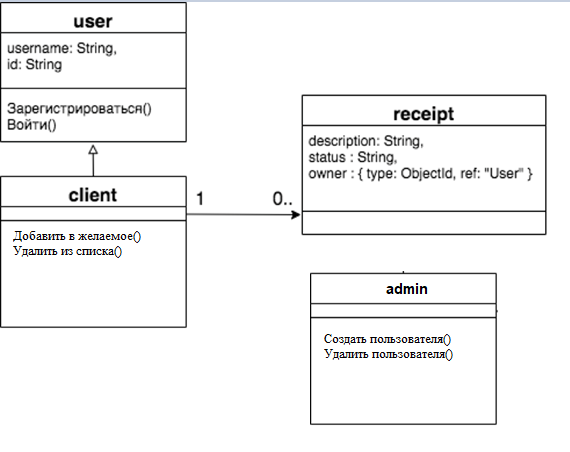 user
username: String,
id: String
Зарегистрироваться()
Войти()
client
Добавить в желаемое()
Удалить из списка()
1
0..
receipt
description: String,
status : String,
owner : { type: ObjectId, ref: "User" }
admin
Создать пользователя()
Удалить пользователя()